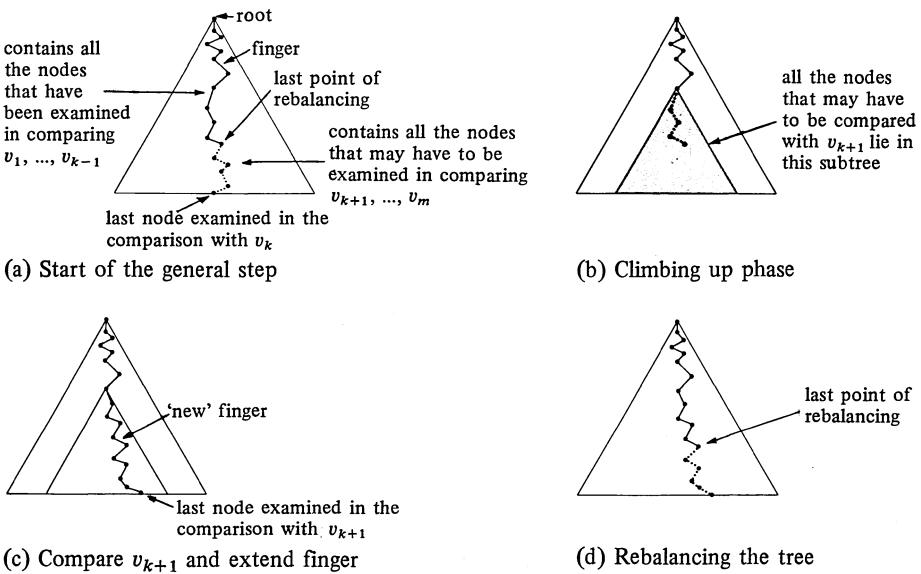 root
finger
contains all
the nodes
that have
been examined
in comparing
v1, ..., vk−1
last point of
rebalancing
contains all the nodes
that may have to be
examined in comparing
vk+1, ..., vm
last node examined in the
comparison with vk
(a) Start of the general step
all the nodes
that may have
to be compared
with vk+1 lie in
this subtree
(b) Climbing up phase
'new' finger
last node examined in the
comparison with vk+1
(c) Compare vk+1 and extend finger
last point of
rebalancing
(d) Rebalancing the tree